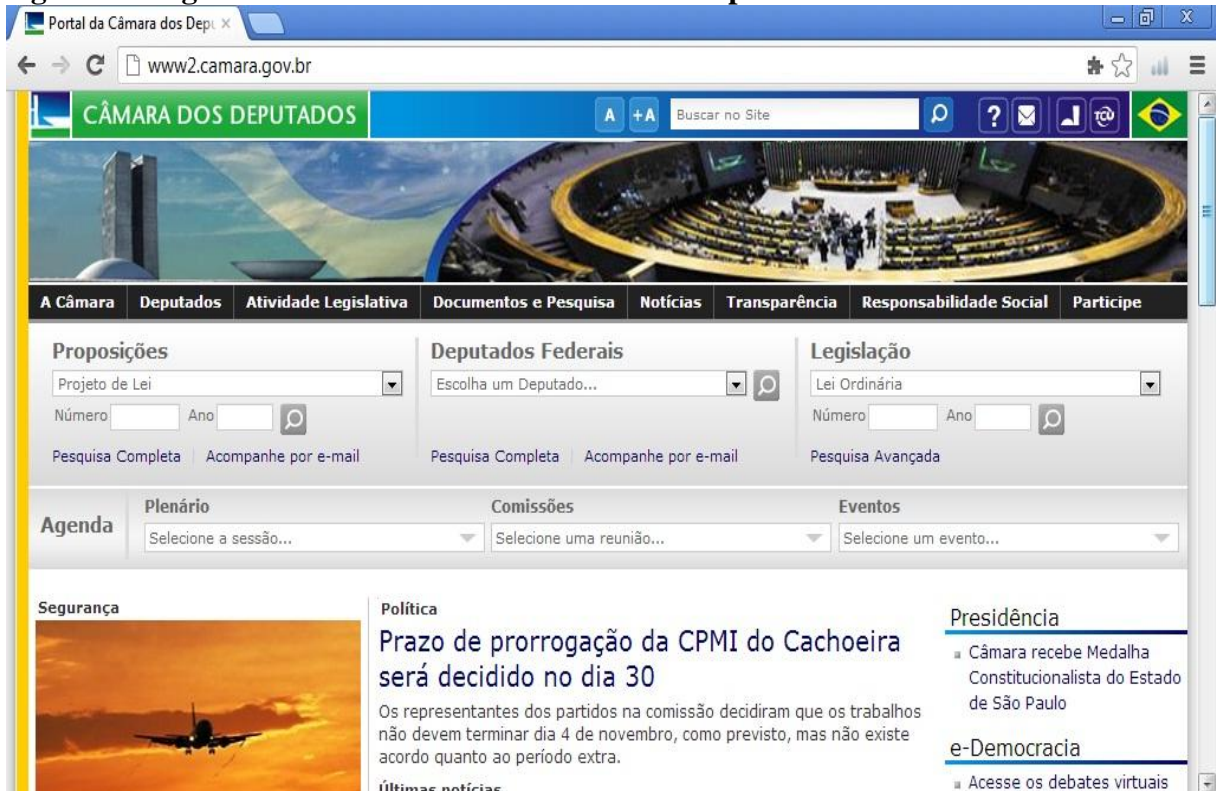 Portal da Câmara dos Depu
www2.camara.gov.br
CÂMARA DOS DEPUTADOS
A +A Buscar no Site
A Câmara Deputados Atividade Legislativa Documentos e Pesquisa Notícias Transparência Responsabilidade Social Participe
Proposições
Projeto de Lei
Número Ano
Pesquisa Completa Acompanhe por e-mail
Deputados Federais
Escolha um Deputado...
Pesquisa Completa Acompanhe por e-mail
Legislação
Lei Ordinária
Número Ano
Pesquisa Avançada
Agenda
Plenário
Selecione a sessão...
Comissões
Selecione uma reunião...
Eventos
Selecione um evento...
Segurança
Política
Prazo de prorrogação da CPMI do Cachoeira
será decidido no dia 30
Os representantes dos partidos na comissão decidiram que os trabalhos
não devem terminar dia 4 de novembro, como previsto, mas não existe
acordo quanto ao período extra.
Últimas notícias
Presidência
Câmara recebe Medalha
Constitucionalista do Estado
de São Paulo
e-Democracia
Acesse os debates virtuais